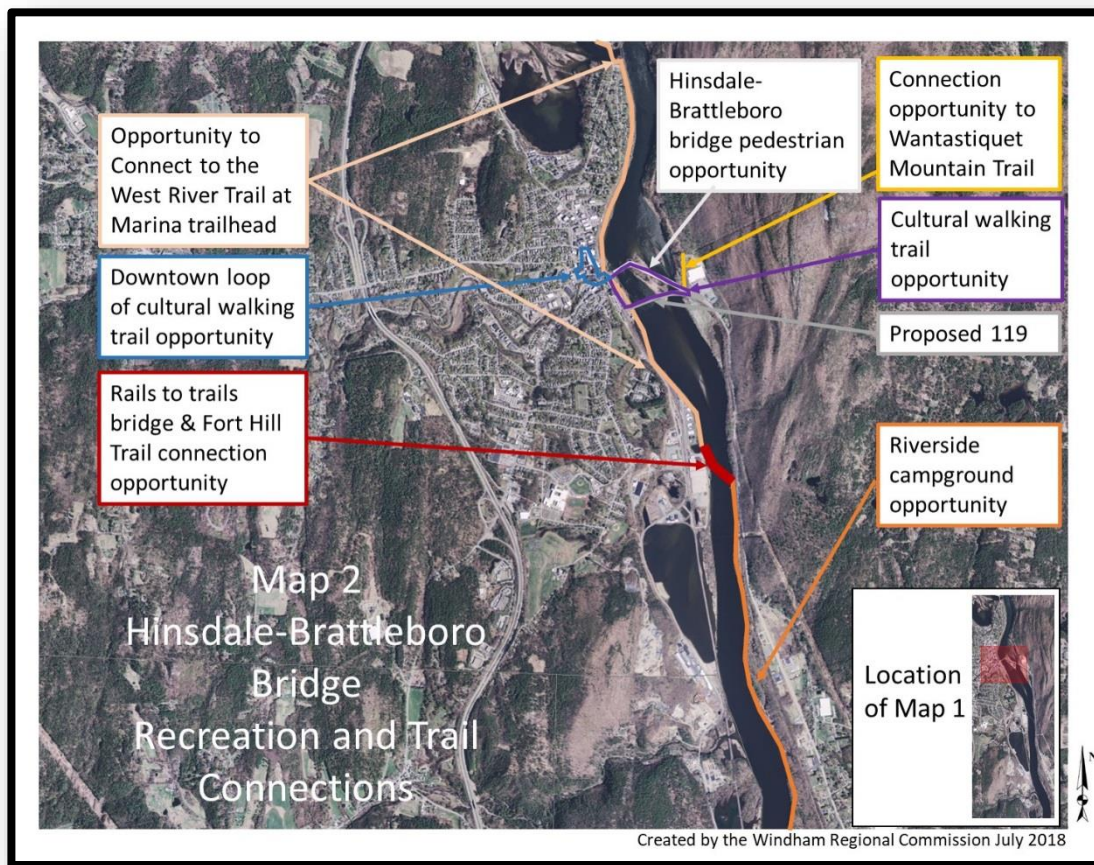 Opportunity to
Connect to the
West River Trail at
Marina trailhead
Downtown loop
of cultural walking
trail opportunity
Rails to trails
bridge & Fort Hill
Trail connection
opportunity
Hinsdale-
Brattleboro
bridge pedestrian
opportunity
Connection
opportunity to
Wantastiquet
Mountain Trail
Cultural walking
trail
opportunity
Proposed 119
Riverside
campground
opportunity
Map 2
Hinsdale-Brattleboro
Bridge
Recreation and Trail
Connections
Location
of Map 1
N
Created by the Windham Regional Commission July 2018